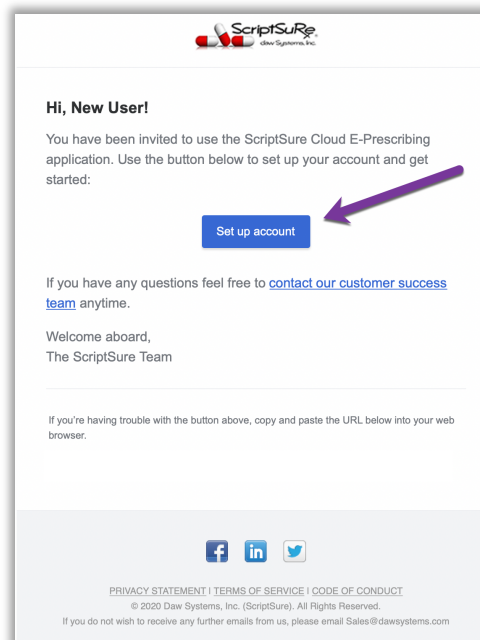 ScriptSuRx
daw Systems, Inc.
Hi, New User!
You have been invited to use the ScriptSure Cloud E-Prescribing
application. Use the button below to set up your account and get
started:
Set up account
If you have any questions feel free to contact our customer success
team anytime.
Welcome aboard,
The ScriptSure Team
If you’re having trouble with the button above, copy and paste the URL below into your web
browser.
f
in
PRIVACY STATEMENT | TERMS OF SERVICE | CODE OF CONDUCT
© 2020 Daw Systems, Inc. (ScriptSure). All Rights Reserved.
If you do not wish to receive any further emails from us, please email Sales@dawsystems.com